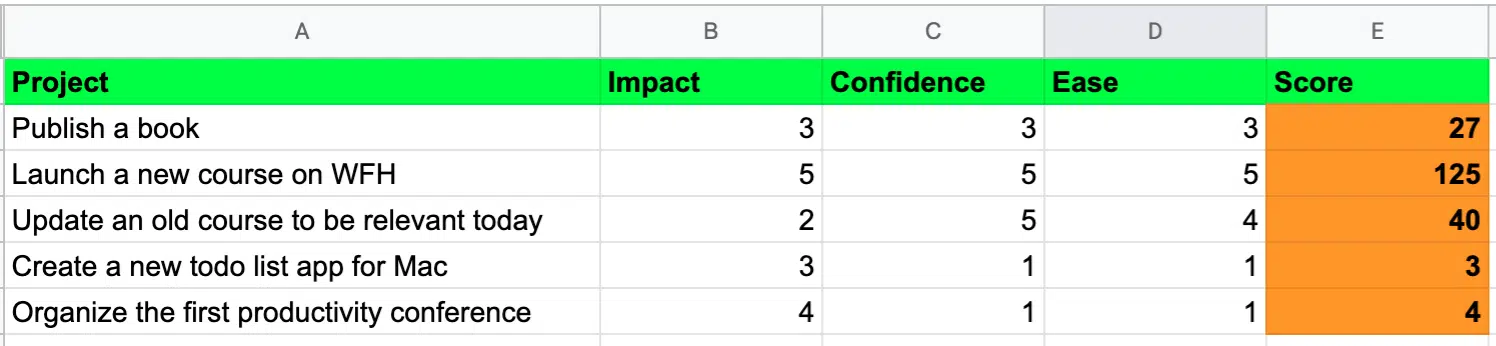 A B C D E
Project Impact Confidence Ease Score
Publish a book 3 3 3 27
Launch a new course on WFH 5 5 5 125
Update an old course to be relevant today 2 5 4 40
Create a new todo list app for Mac 3 1 1 3
Organize the first productivity conference 4 1 1 4